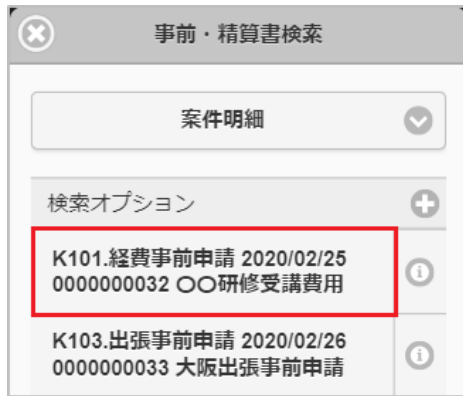 事前・精算書検索
案件明細
検索オプション
K101.経費事前申請 2020/02/25
0000000032 〇〇研修受講費用
K103.出張事前申請 2020/02/26
0000000033 大阪出張事前申請